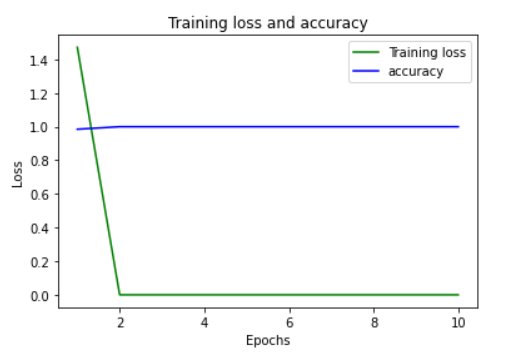 Training loss and accuracy
Training loss
accuracy
1.4
1.2
1.0
0.8
0.6
0.4
0.2
0.0
Loss
2 4 6 8 10
Epochs